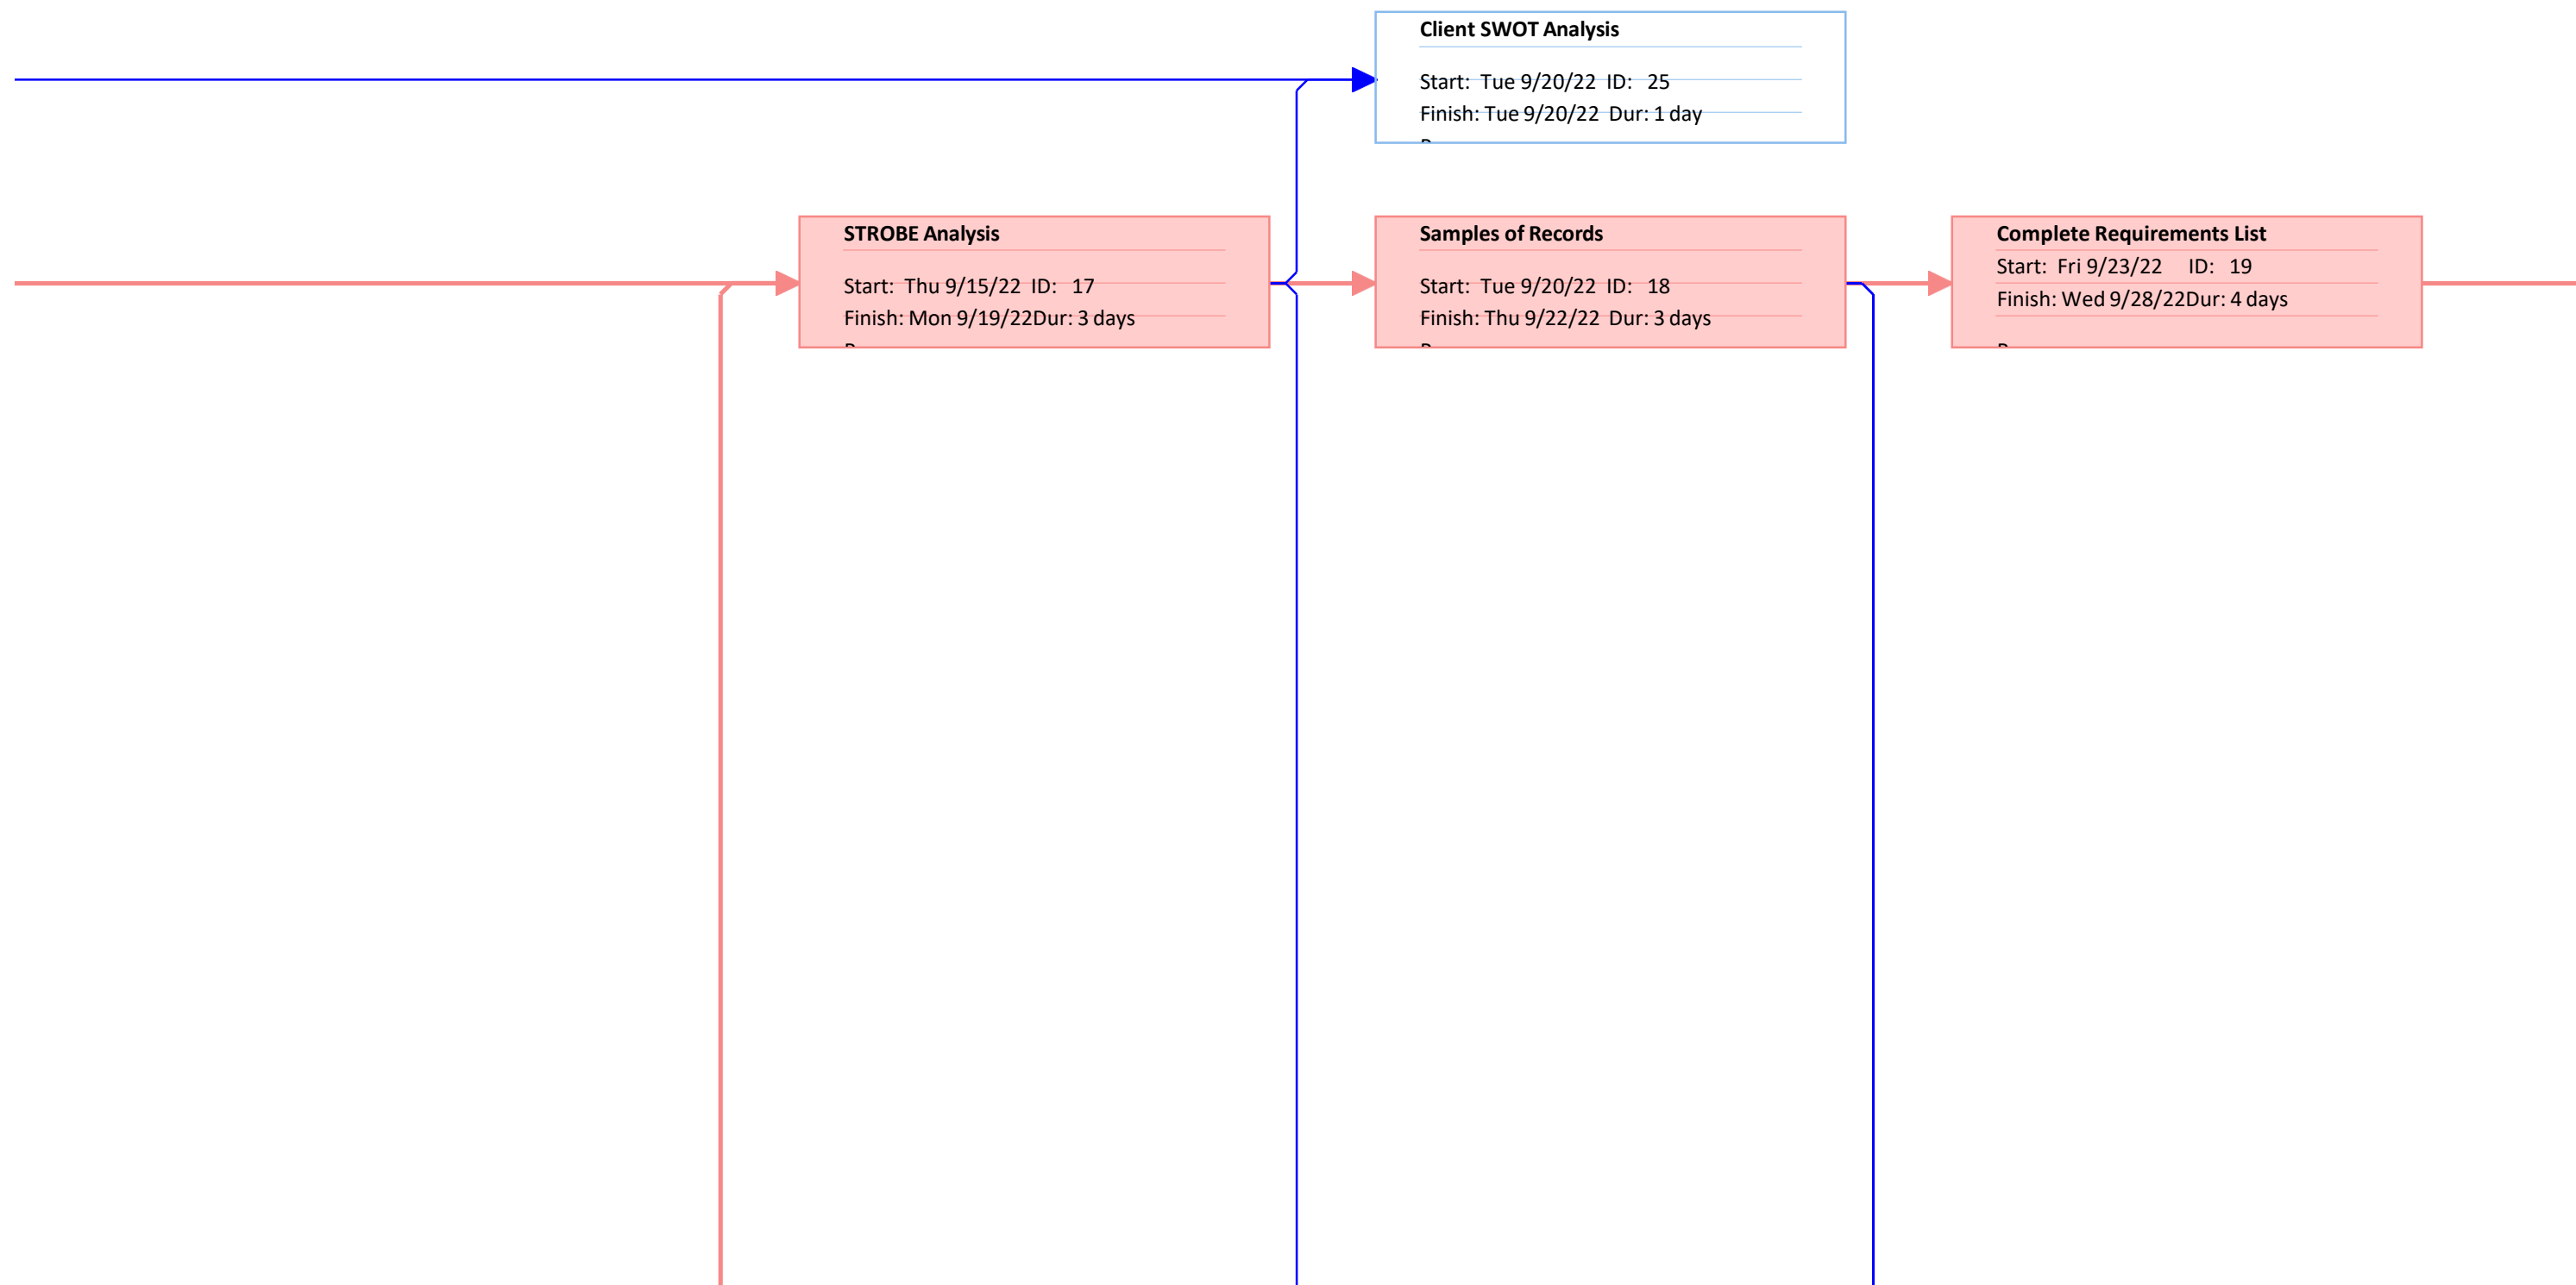 Client SWOT Analysis
Start: Tue 9/20/22 ID: 25
Finish: Tue 9/20/22 Dur: 1 day
STROBE Analysis
Start: Thu 9/15/22 ID: 17
Finish: Mon 9/19/22Dur: 3 days
Samples of Records
Start: Tue 9/20/22 ID: 18
Finish: Thu 9/22/22 Dur: 3 days
Complete Requirements List
Start: Fri 9/23/22 ID: 19
Finish: Wed 9/28/22Dur: 4 days